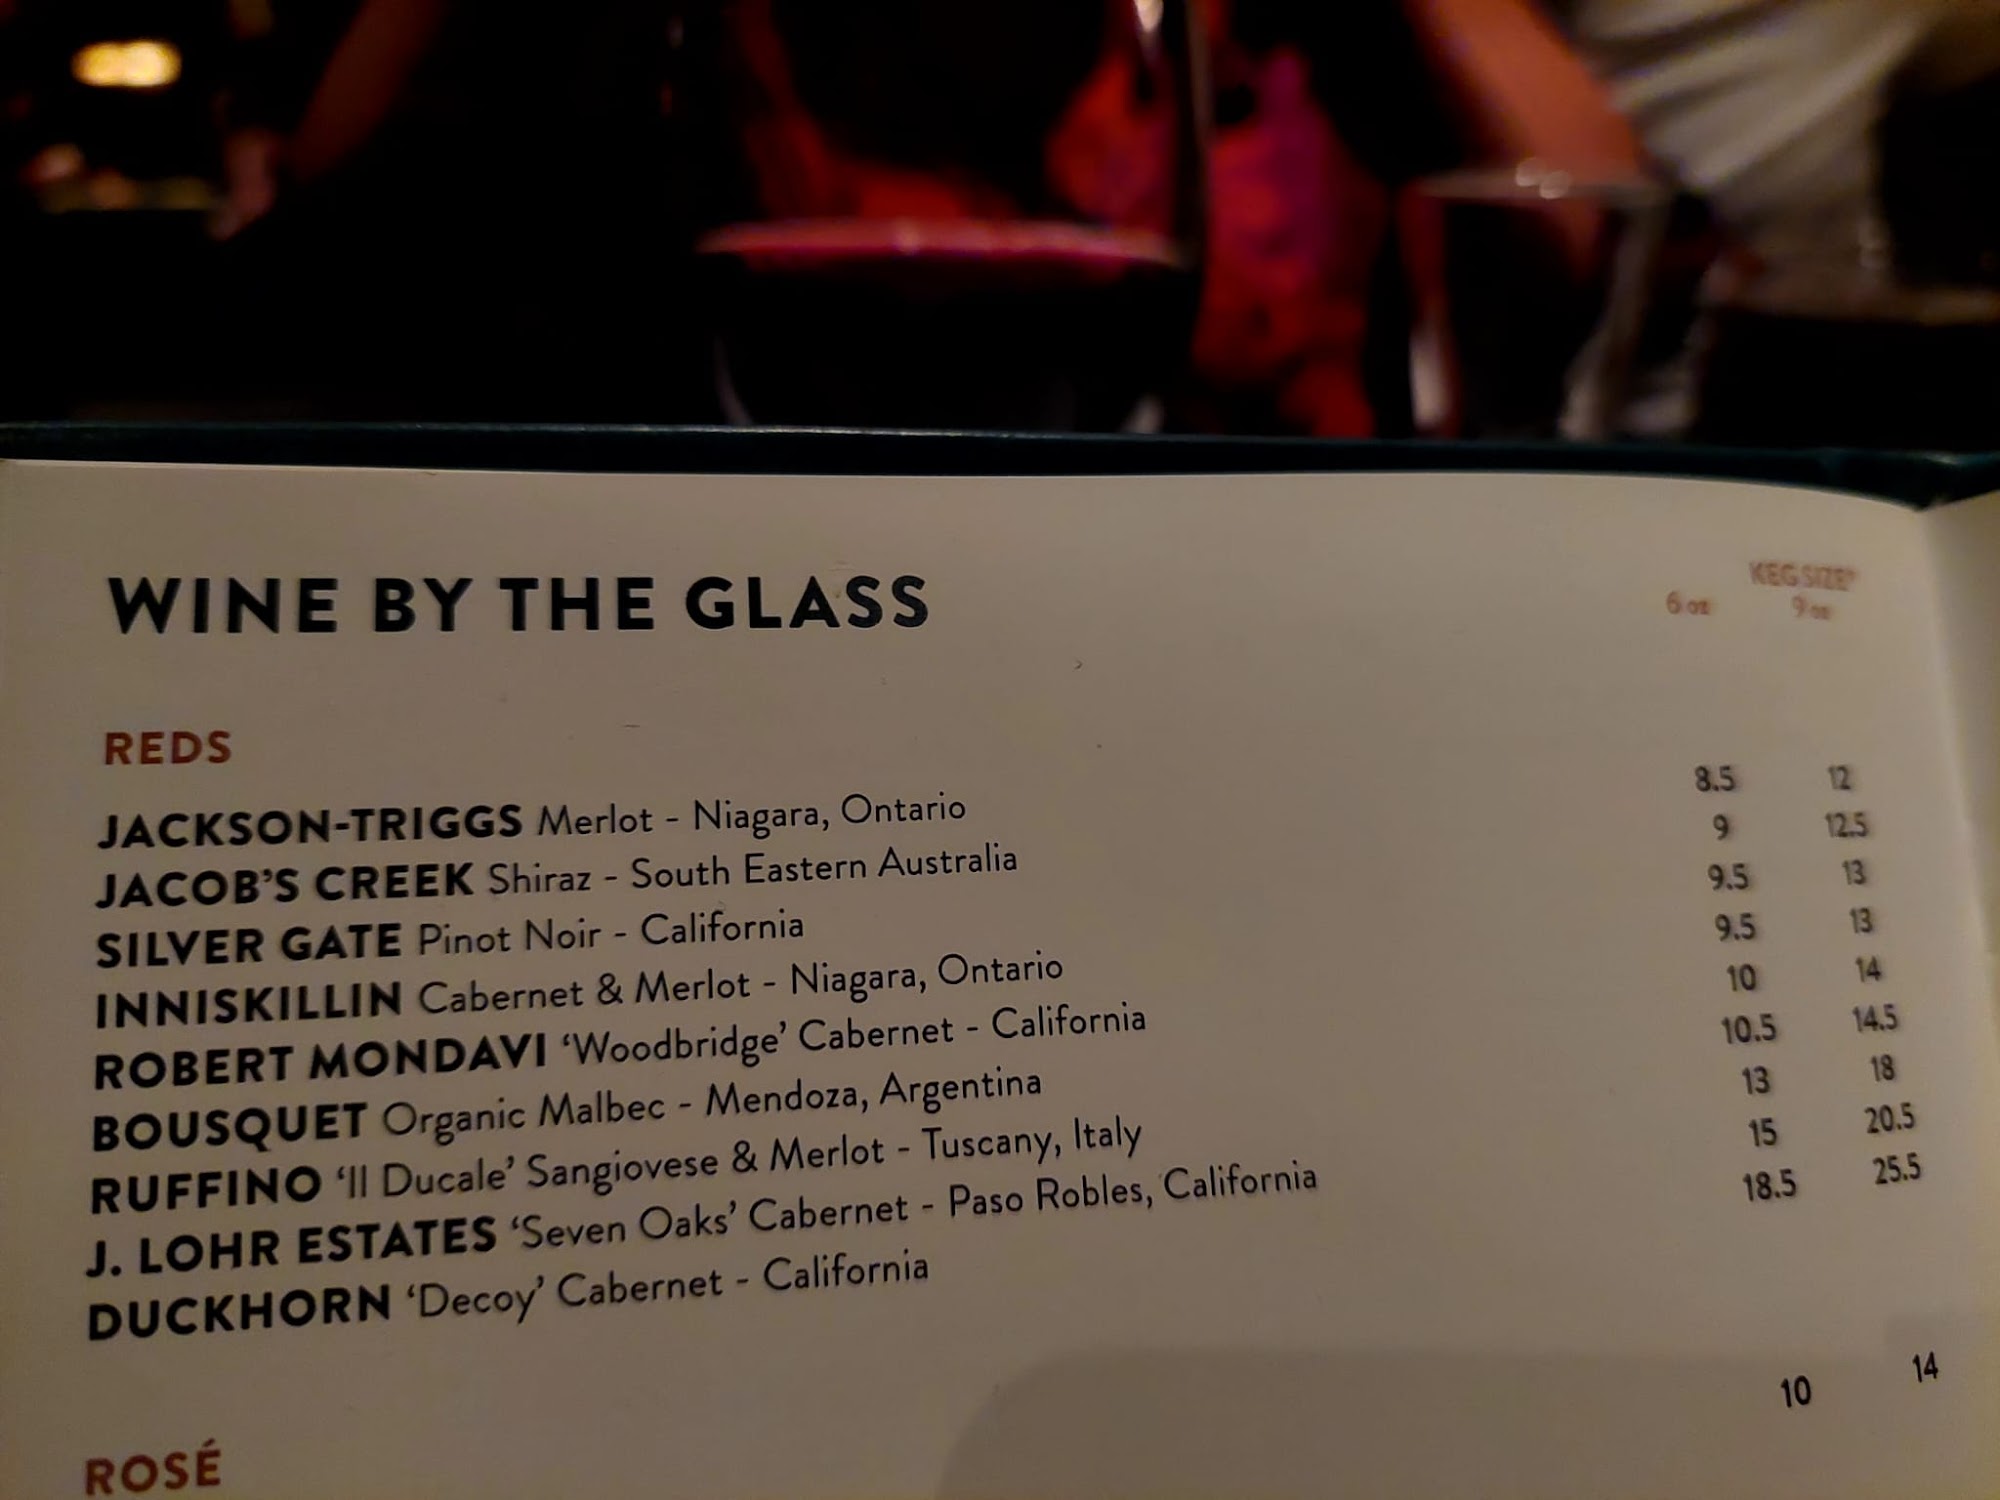 WINE BY THE GLASS
KEG SIZE*
6 oz 9 oz
REDS
JACKSON-TRIGGS Merlot - Niagara, Ontario 8.5 12
JACOB'S CREEK Shiraz - South Eastern Australia 9 12.5
SILVER GATE Pinot Noir - California 9.5 13
INNISKILLIN Cabernet & Merlot - Niagara, Ontario 9.5 13
ROBERT MONDAVI ‘Woodbridge’ Cabernet - California 10 14
BOUSQUET Organic Malbec - Mendoza, Argentina 10.5 14.5
RUFFINO ‘Il Ducale’ Sangiovese & Merlot - Tuscany, Italy 13 18
J. LOHR ESTATES ‘Seven Oaks’ Cabernet - Paso Robles, California 15 20.5
DUCKHORN ‘Decoy’ Cabernet - California 18.5 25.5
ROSÉ
10 14